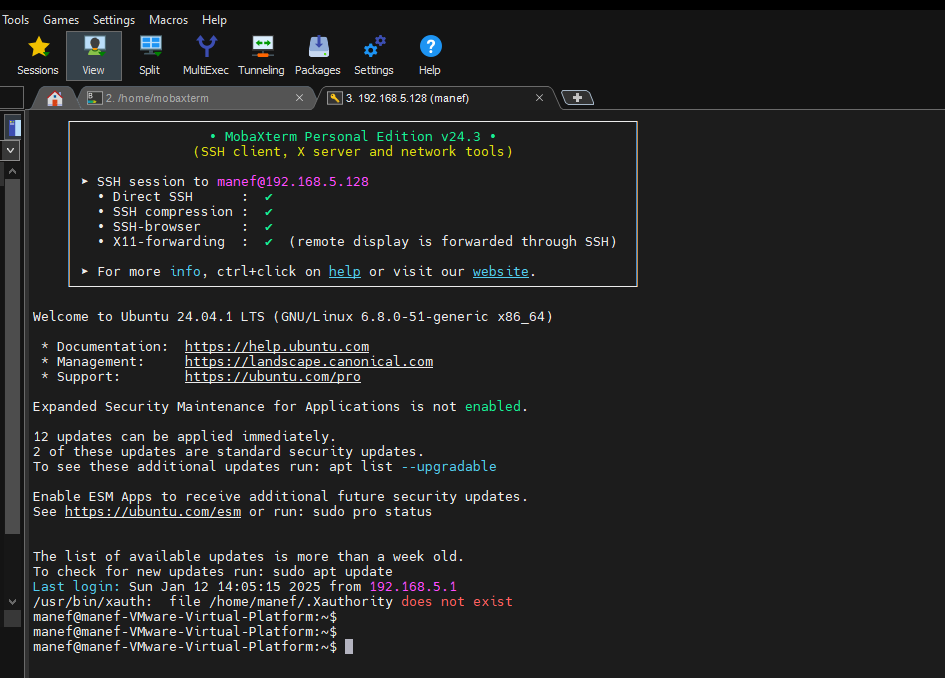 Tools Games Settings Macros Help
Sessions View Split MultiExec Tunneling Packages Settings Help
2. /home/mobaxterm 3. 192.168.5.128 (manef)
• MobaXterm Personal Edition v24.3 •
(SSH client, X server and network tools)
➤ SSH session to manef@192.168.5.128
• Direct SSH : ✔
• SSH compression : ✔
• SSH-browser : ✔
• X11-forwarding : ✔ (remote display is forwarded through SSH)
➤ For more info, ctrl+click on help or visit our website.
Welcome to Ubuntu 24.04.1 LTS (GNU/Linux 6.8.0-51-generic x86_64)
* Documentation: https://help.ubuntu.com
* Management: https://landscape.canonical.com
* Support: https://ubuntu.com/pro
Expanded Security Maintenance for Applications is not enabled.
12 updates can be applied immediately.
2 of these updates are standard security updates.
To see these additional updates run: apt list --upgradable
Enable ESM Apps to receive additional future security updates.
See https://ubuntu.com/esm or run: sudo pro status
The list of available updates is more than a week old.
To check for new updates run: sudo apt update
Last login: Sun Jan 12 14:05:15 2025 from 192.168.5.1
/usr/bin/xauth: file /home/manef/.Xauthority does not exist
manef@manef-VMware-Virtual-Platform:~$
manef@manef-VMware-Virtual-Platform:~$
manef@manef-VMware-Virtual-Platform:~$